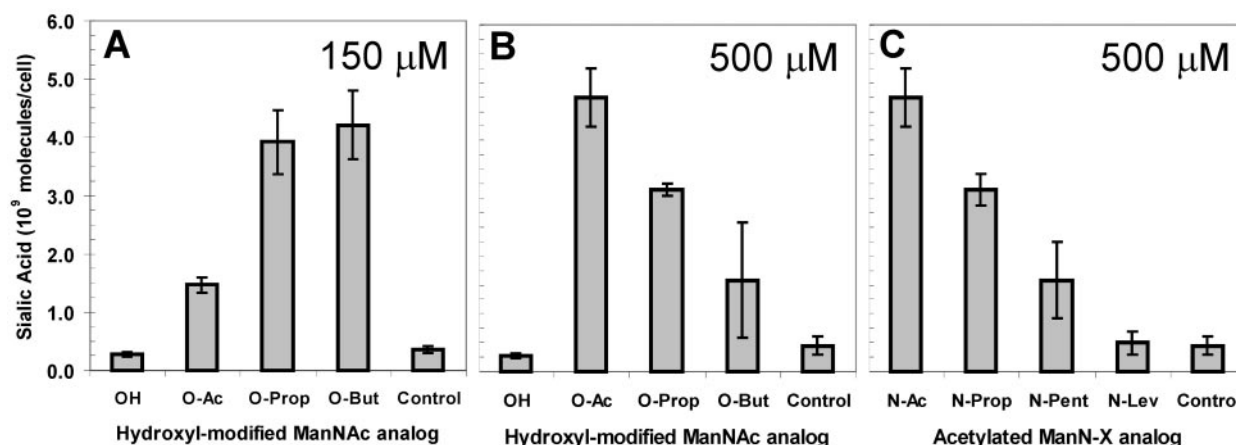 A
150 μM
B
500 μM
C
500 μM
Sialic Acid (10⁹ molecules/cell)
6.0
5.0
4.0
3.0
2.0
1.0
0.0
OH O-Ac O-Prop O-But Control
Hydroxyl-modified ManNAc analog
OH O-Ac O-Prop O-But Control
Hydroxyl-modified ManNAc analog
N-Ac N-Prop N-Pent N-Lev Control
Acetylated ManN-X analog